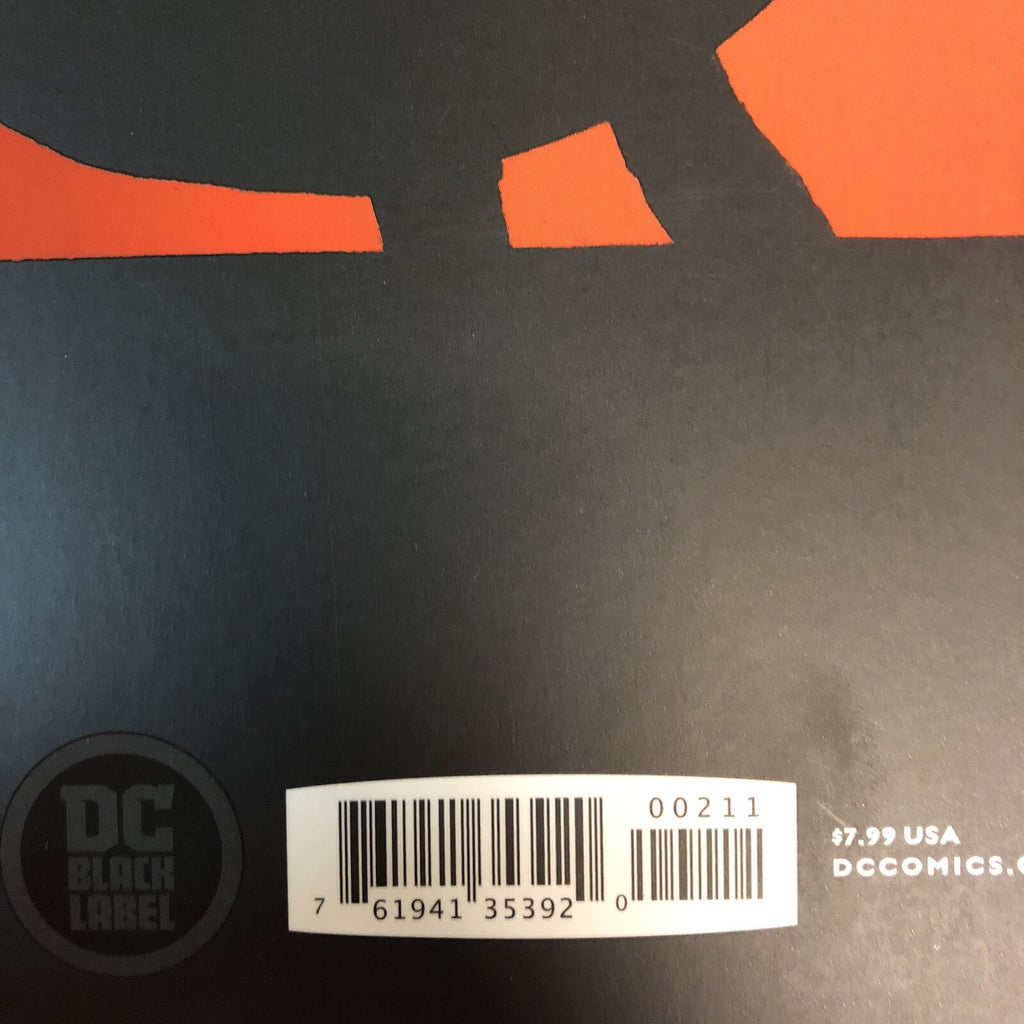 DC
BLACK
LABEL
00211
7 61941 35392 0
$7.99 USA
DCCOMICS.